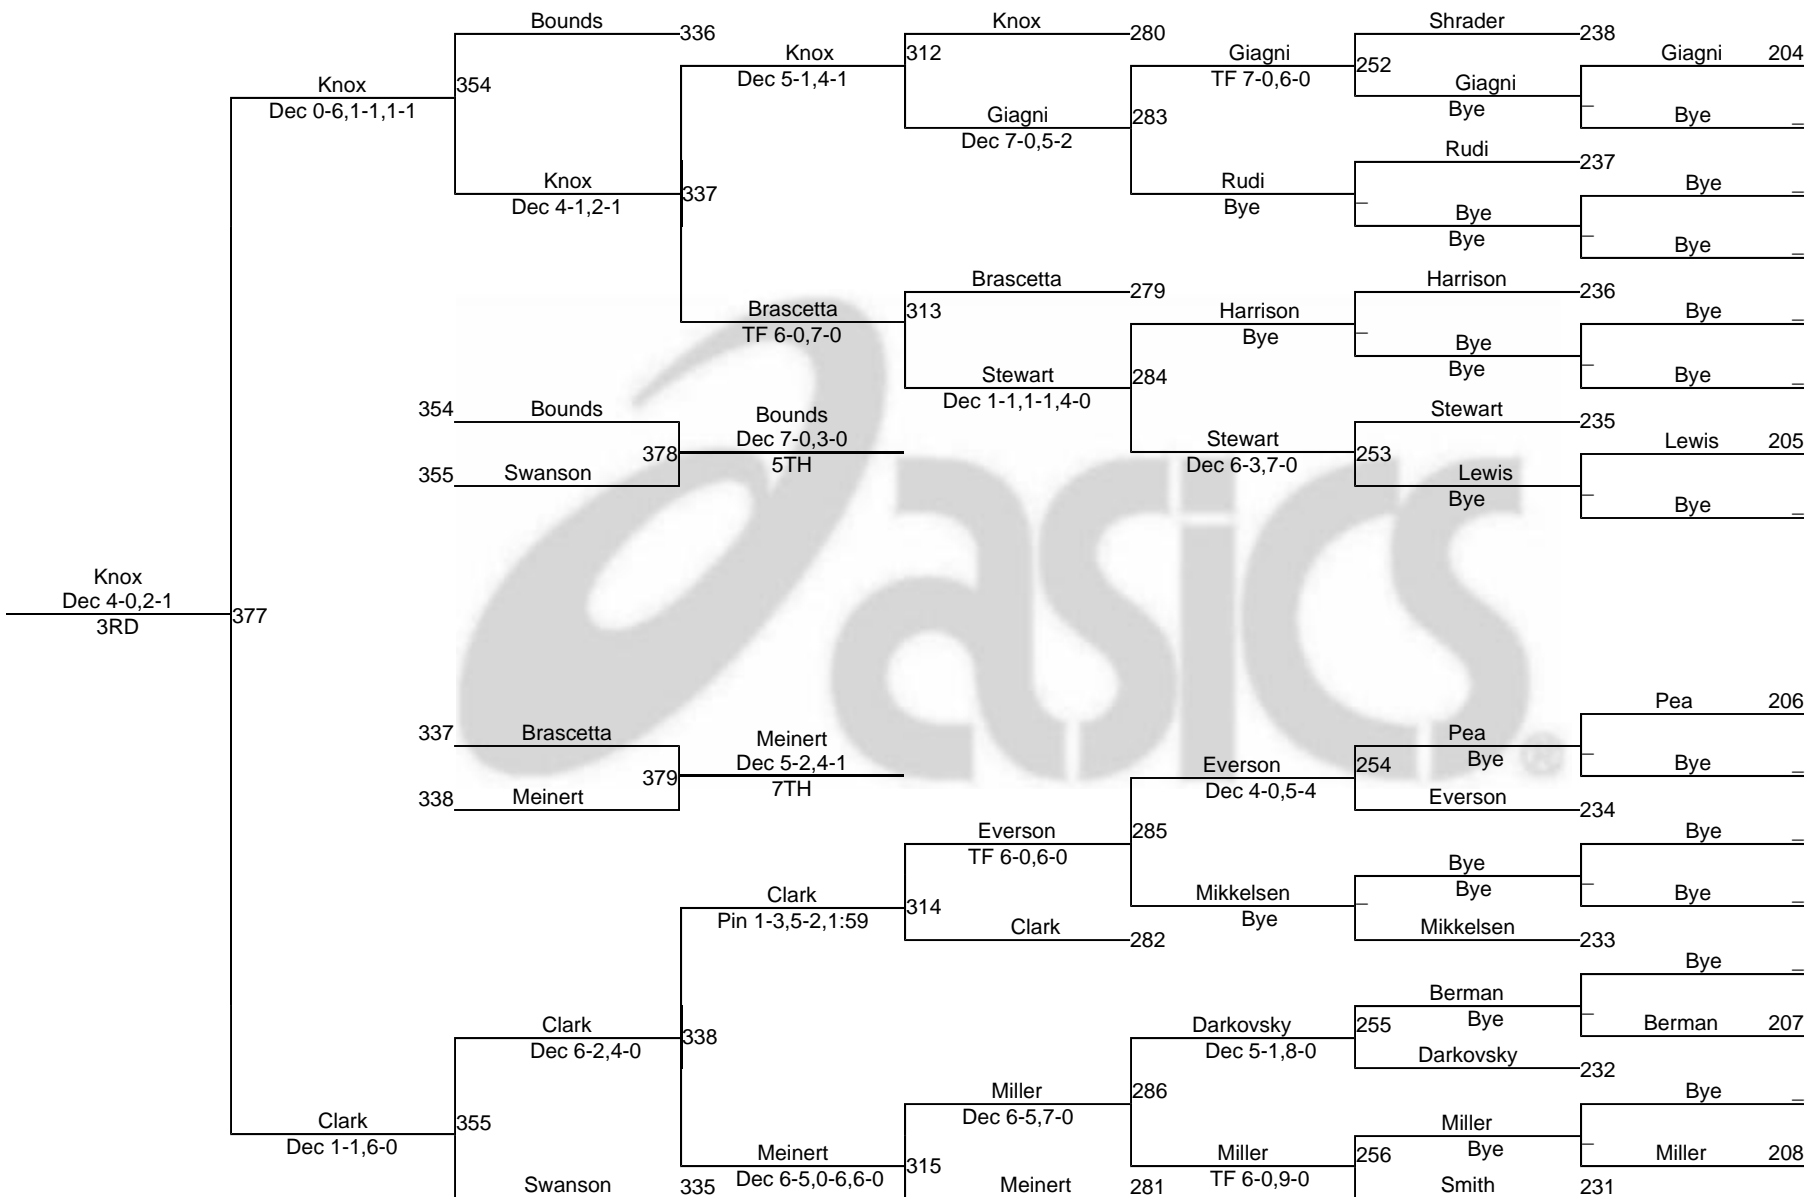 Bounds
336
Knox
280
Shrader
238
Knox
Dec 5-1,4-1
312
Giagni
TF 7-0,6-0
252
Giagni 204
Knox
Dec 0-6,1-1,1-1
354
Giagni
Bye
_
Giagni
Dec 7-0,5-2
283
Bye _
Rudi
237
Knox
Dec 4-1,2-1
337
Rudi
Bye
_
Bye _
Bye
Bye
_
Bye _
Brascetta
279
Harrison
236
Brascetta
TF 6-0,7-0
313
Harrison
Bye
_
Bye _
Bye
Bye
_
Stewart
Dec 1-1,1-1,4-0
284
Bye _
354 Bounds
Bounds
Dec 7-0,3-0
5TH
378
Stewart
235
Stewart
Dec 6-3,7-0
253
Lewis 205
355 Swanson
Lewis
Bye
_
Bye _
asics
®
Knox
Dec 4-0,2-1
3RD
377
Pea 206
337 Brascetta
Meinert
Dec 5-2,4-1
7TH
379
Pea
Bye
_
Everson
Dec 4-0,5-4
254
Bye _
338 Meinert
Everson
234
Everson
TF 6-0,6-0
285
Bye _
Bye
Bye
_
Clark
Pin 1-3,5-2,1:59
314
Mikkelsen
Bye
_
Bye _
Clark
282
Mikkelsen
233
Bye _
Berman
Bye
_
Clark
Dec 6-2,4-0
338
Darkovsky
Dec 5-1,8-0
255
Berman 207
Darkovsky
232
Miller
Dec 6-5,7-0
286
Bye _
Clark
Dec 1-1,6-0
355
Miller
Bye
_
Meinert
Dec 6-5,0-6,6-0
315
Miller
TF 6-0,9-0
256
Miller 208
Swanson
335
Meinert
281
Smith
231